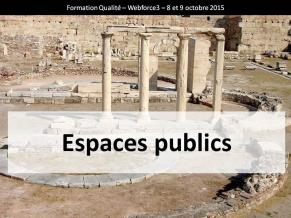 Formation Qualité – Webforce3 – 8 et 9 octobre 2015
Espaces publics